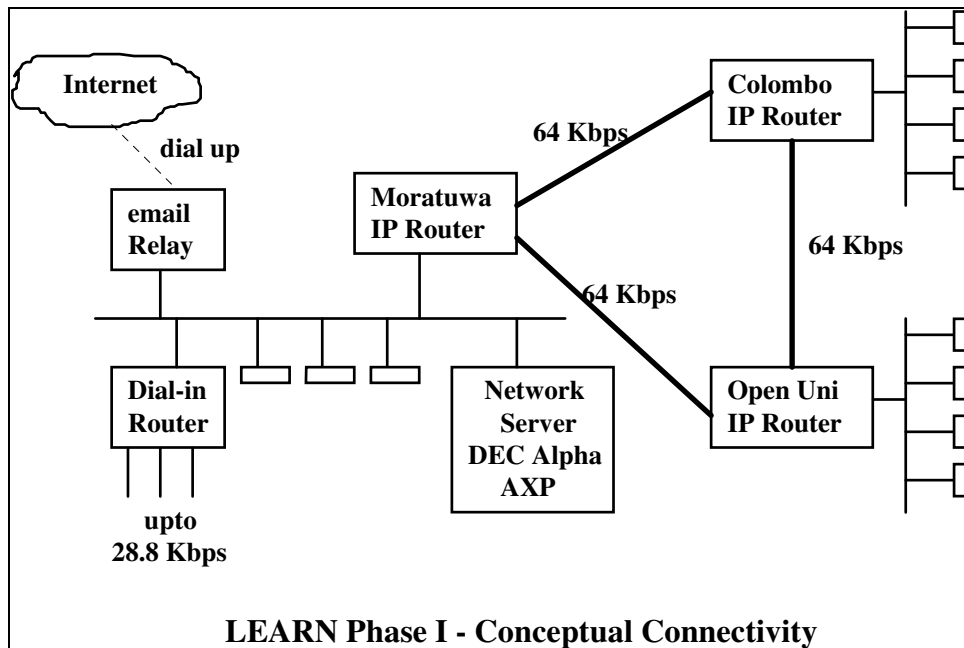 Internet
dial up
email
Relay
Moratuwa
IP Router
64 Kbps
Colombo
IP Router
64 Kbps
64 Kbps
Dial-in
Router
upto
28.8 Kbps
Network
Server
DEC Alpha
AXP
Open Uni
IP Router
LEARN Phase I - Conceptual Connectivity